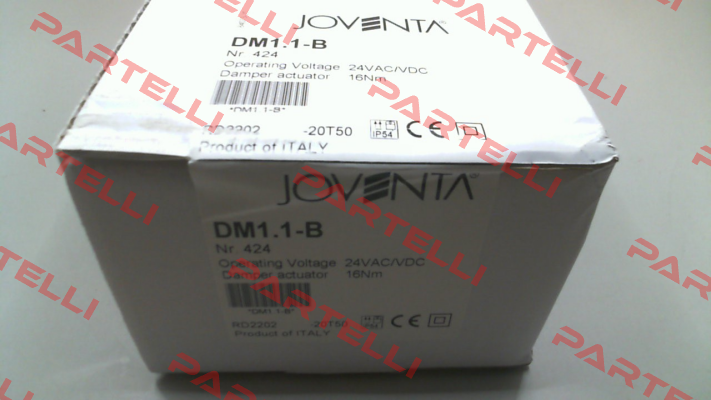 JOVENTA
DM1.1-B
Nr. 424
Operating Voltage 24VAC/VDC
Damper actuator 16Nm
"DM1.1-B"
RD2202 -20T50 IP54 CE
Product of ITALY
JOVENTA
DM1.1-B
Nr. 424
Operating Voltage 24VAC/VDC
Damper actuator 16Nm
"DM1.1-B"
RD2202 -20T50 CE
Product of ITALY
PARTELLI
PARTELLI
PARTELLI
PARTELLI
PARTELLI
PARTELLI
PARTELLI
PARTELLI